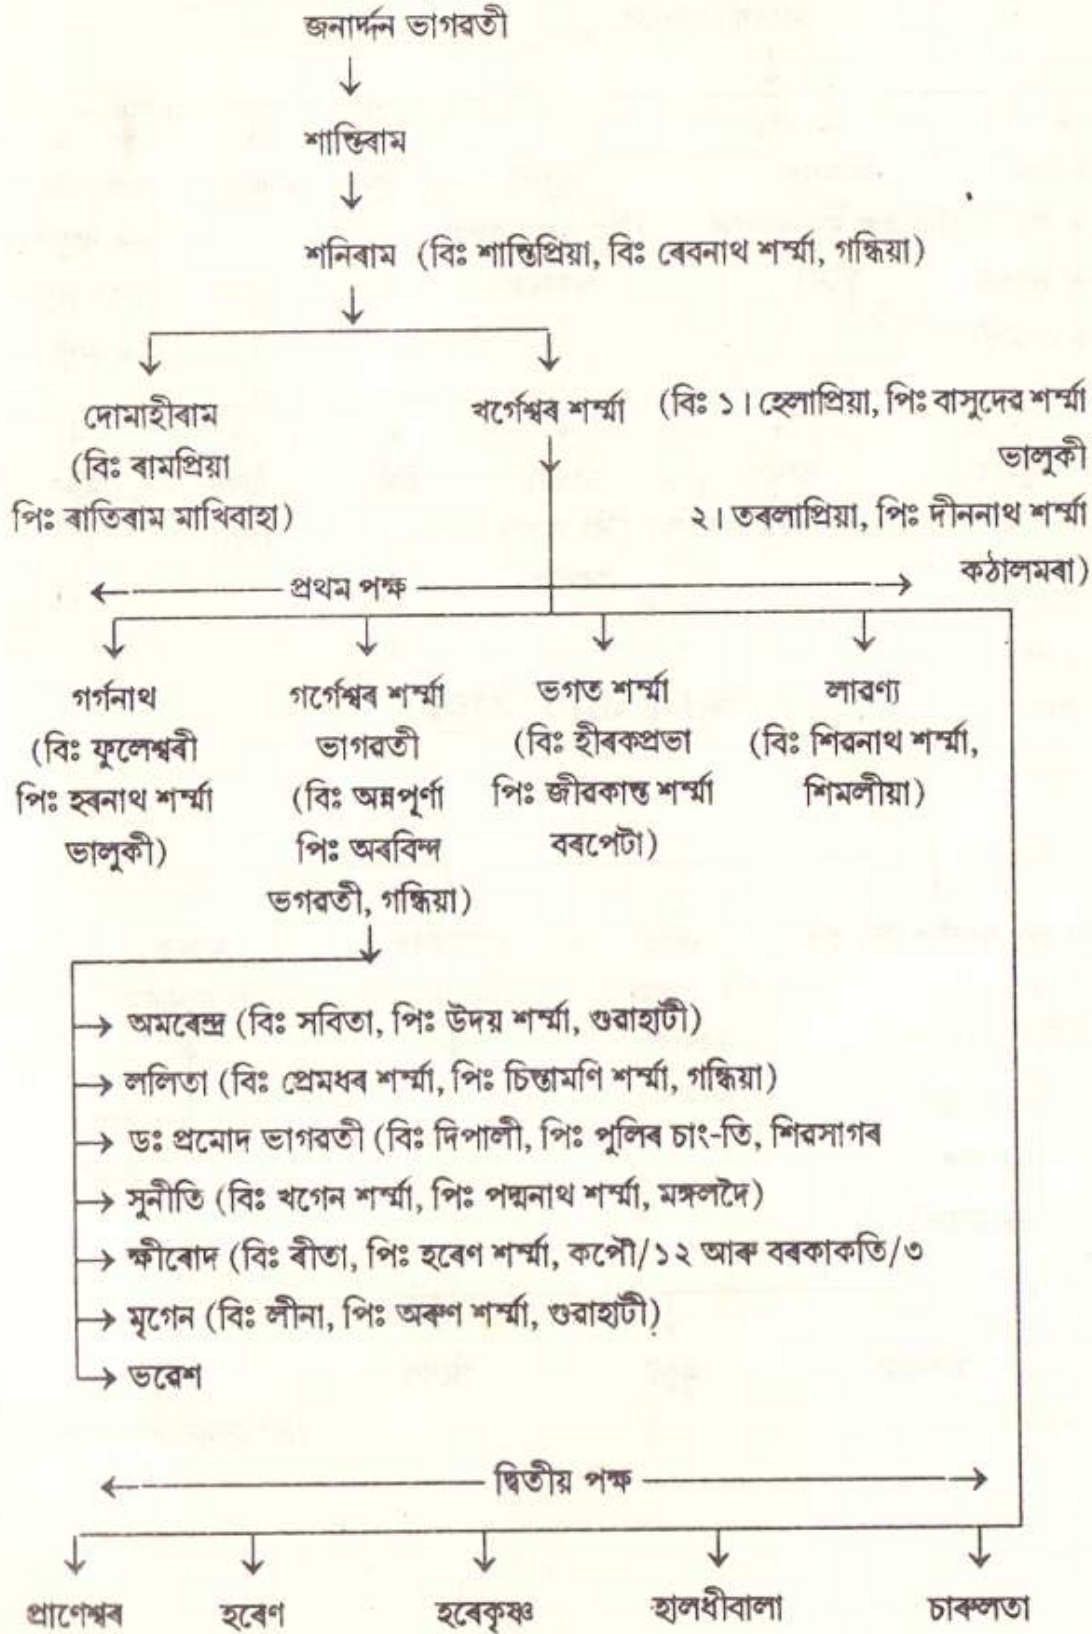 জনাৰ্দ্দন ভাগৱতী
শান্তিৰাম
শনিৰাম (বিঃ শান্তিপ্ৰিয়া, বিঃ ৰেবনাথ শৰ্ম্মা, গন্ধিয়া)
দোমাহীৰাম
(বিঃ ৰামপ্ৰিয়া
পিঃ ৰাতিৰাম মাখিবাহা)
খৰ্গেশ্বৰ শৰ্ম্মা (বিঃ ১। হেলাপ্ৰিয়া, পিঃ বাসুদেৱ শৰ্ম্মা
ভালুকী
২। তৰলাপ্ৰিয়া, পিঃ দীননাথ শৰ্ম্মা
কঠালমৰা)
প্ৰথম পক্ষ
গৰ্গনাথ
(বিঃ ফুলেশ্বৰী
পিঃ হৰনাথ শৰ্ম্মা
ভালুকী)
গৰ্গেশ্বৰ শৰ্ম্মা
ভাগৱতী
(বিঃ অন্নপূৰ্ণা
পিঃ অৰবিন্দ
ভগৱতী, গন্ধিয়া)
ভগত শৰ্ম্মা
(বিঃ হীৰকপ্ৰভা
পিঃ জীৱকান্ত শৰ্ম্মা
বৰপেটা)
লাৱণ্য
(বিঃ শিৱনাথ শৰ্ম্মা,
শিমলীয়া)
অমৰেন্দ্ৰ (বিঃ সবিতা, পিঃ উদয় শৰ্ম্মা, গুৱাহাটী)
ললিতা (বিঃ প্ৰেমধৰ শৰ্ম্মা, পিঃ চিন্তামণি শৰ্ম্মা, গন্ধিয়া)
ডঃ প্ৰমোদ ভাগৱতী (বিঃ দিপালী, পিঃ পুলিৰ চাং-তি, শিৱসাগৰ
সুনীতি (বিঃ খগেন শৰ্ম্মা, পিঃ পদ্মনাথ শৰ্ম্মা, মঙ্গলদৈ)
ক্ষীৰোদ (বিঃ ৰীতা, পিঃ হৰেণ শৰ্ম্মা, কপৌ/১২ আৰু বৰকাকতি/৩
মৃগেন (বিঃ লীনা, পিঃ অৰুণ শৰ্ম্মা, গুৱাহাটী)
ভৱেশ
দ্বিতীয় পক্ষ
প্ৰাণেশ্বৰ হৰেণ হৰেকৃষ্ণ হালধীবালা চাৰুলতা